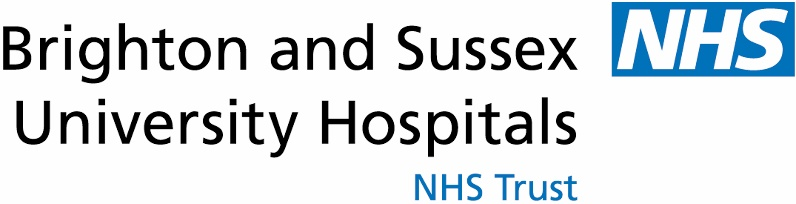 Brighton and Sussex NHS
University Hospitals
NHS Trust